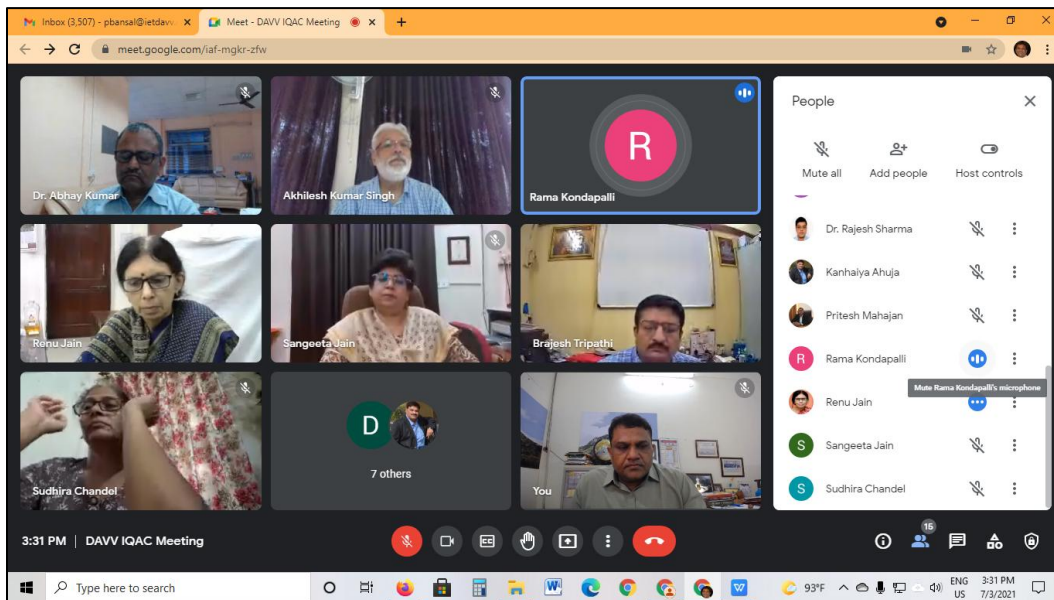 Inbox (3,507) - pbansal@ietdavv
Meet - DAVV IQAC Meeting
meet.google.com/iaf-mgkr-zfw
Dr. Abhay Kumar
Akhilesh Kumar Singh
R
Rama Kondapalli
Renu Jain
Sangeeta Jain
Brajesh Tripathi
Sudhira Chandel
D
7 others
You
People
Mute all
Add people
Host controls
Dr. Rajesh Sharma
Kanhaiya Ahuja
Pritesh Mahajan
R Rama Kondapalli
Mute Rama Kondapalli's microphone
Renu Jain
S Sangeeta Jain
S Sudhira Chandel
3:31 PM | DAVV IQAC Meeting
15
Type here to search
93°F
ENG
US
3:31 PM
7/3/2021